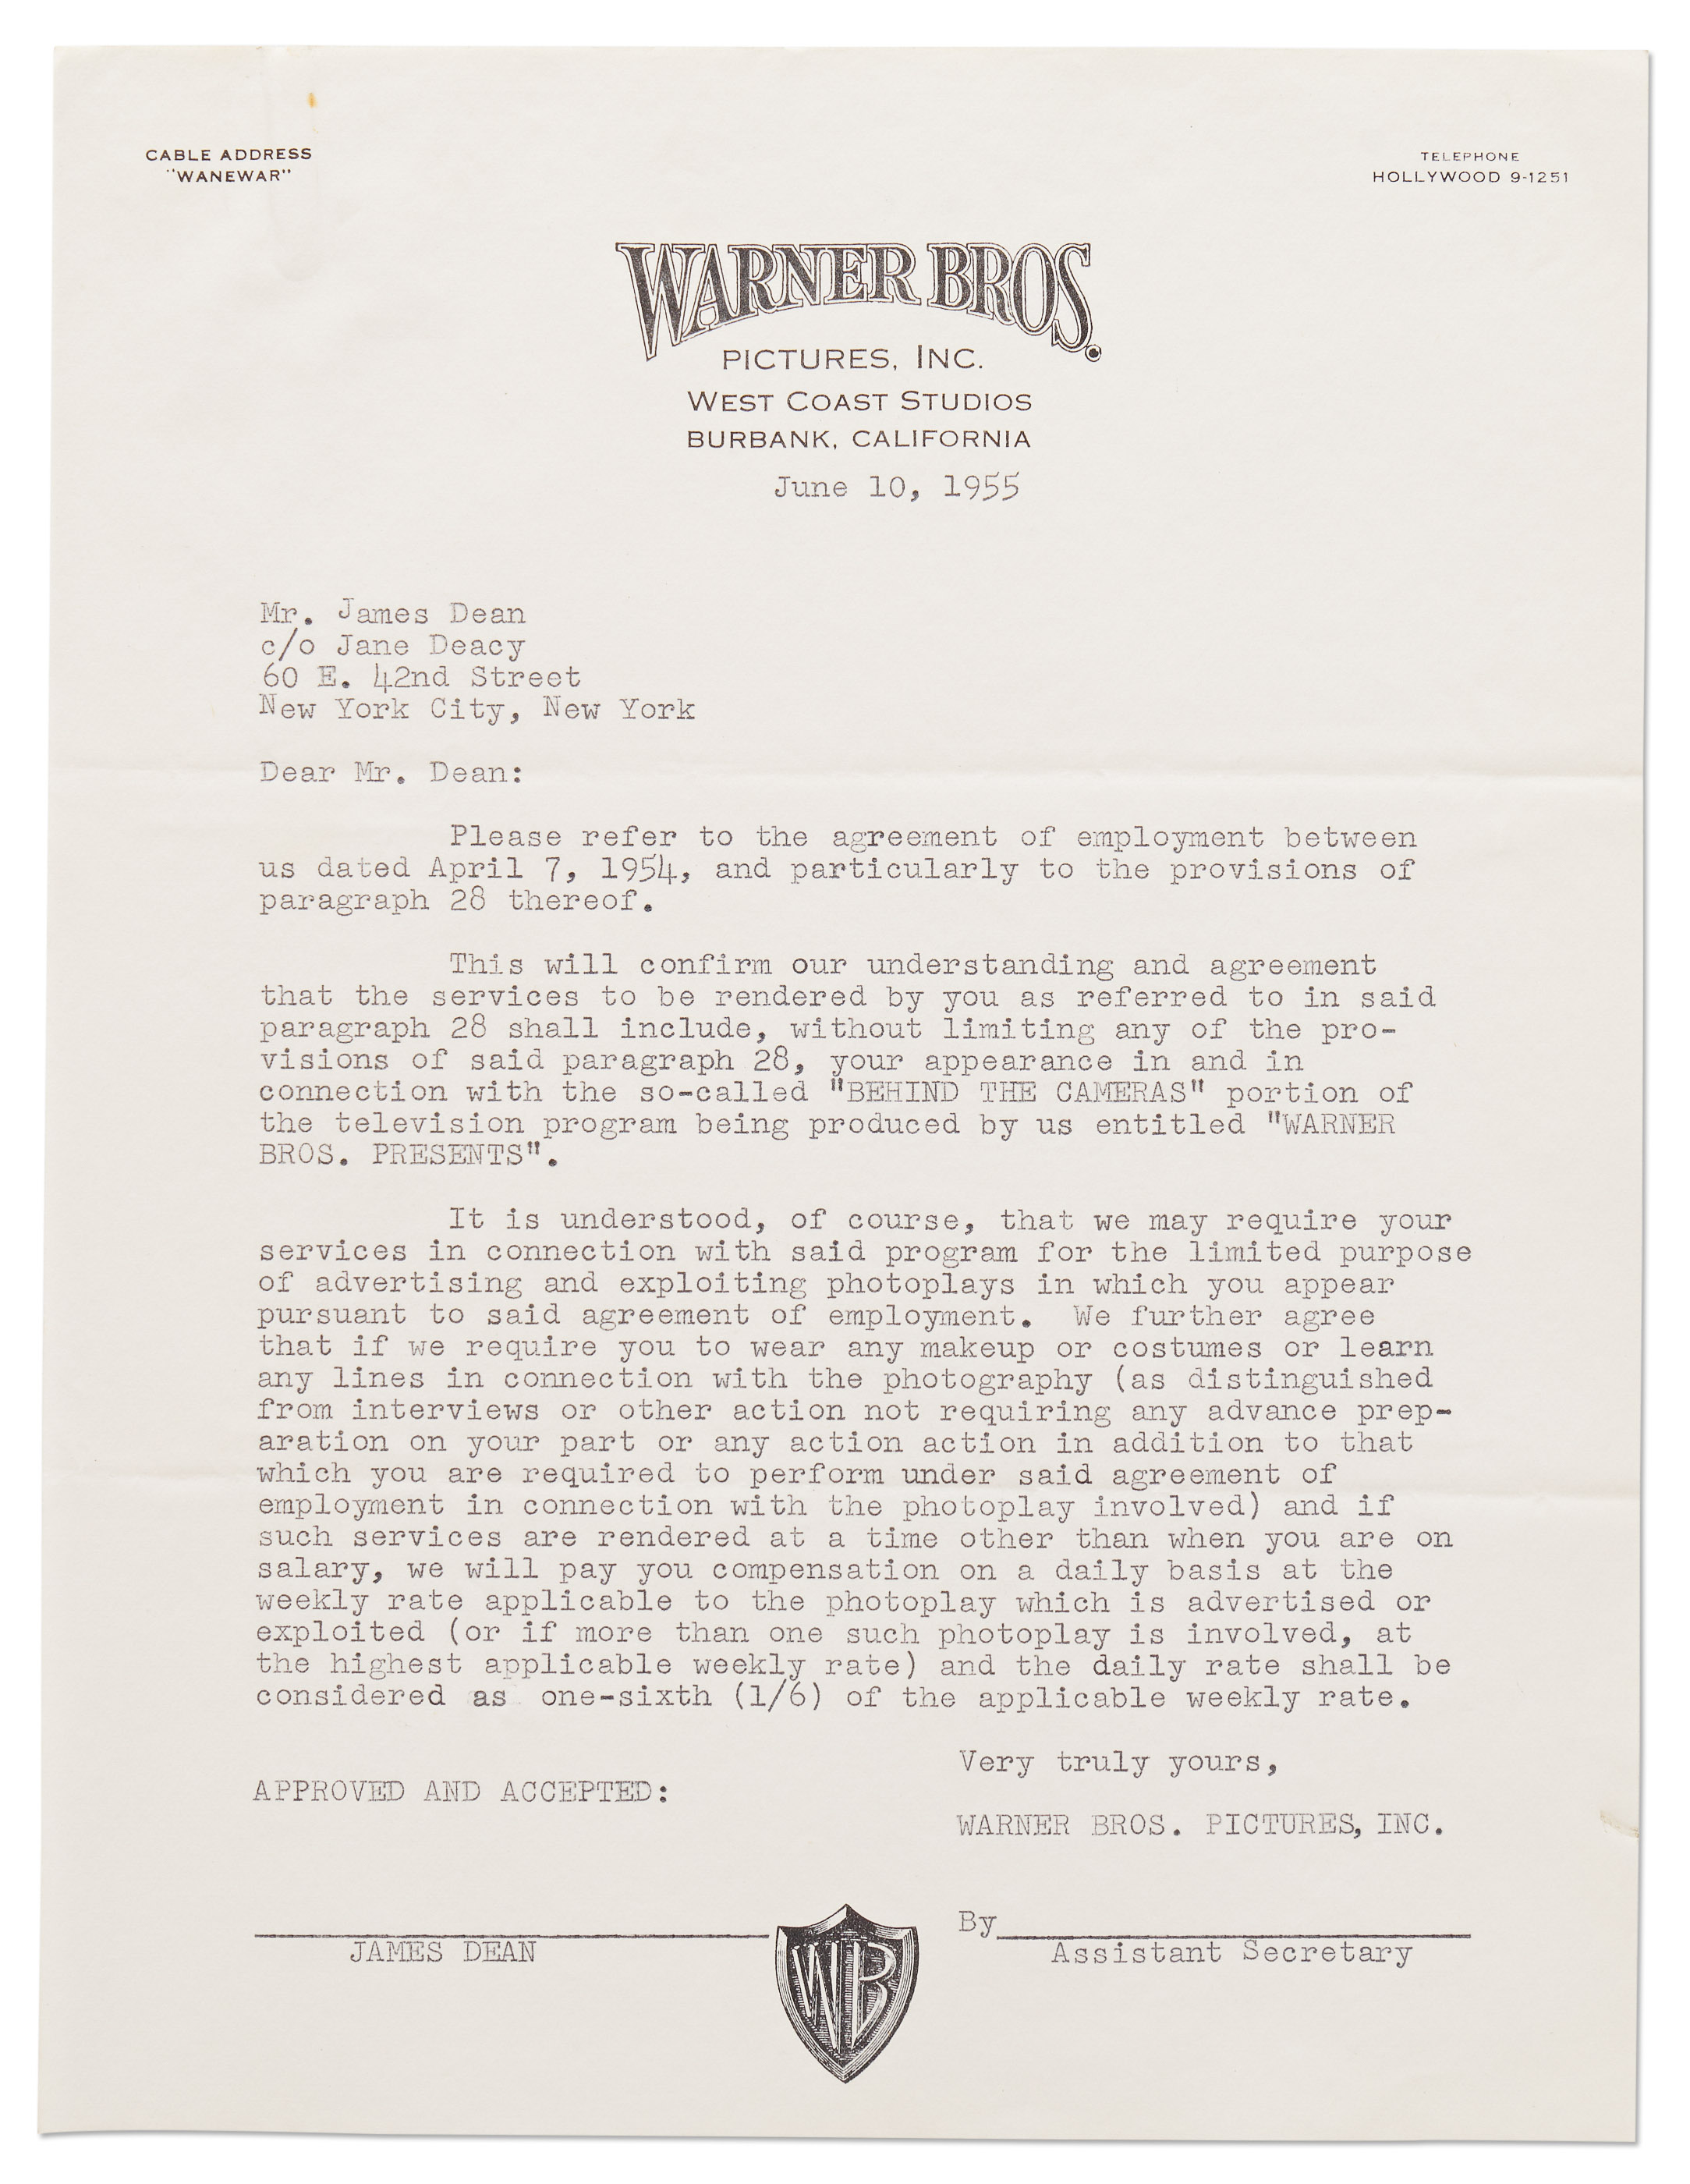 CABLE ADDRESS
"WANEWAR"
TELEPHONE
HOLLYWOOD 9-1251
WARNER BROS.
PICTURES, INC.
WEST COAST STUDIOS
BURBANK, CALIFORNIA
June 10, 1955
Mr. James Dean
c/o Jane Deacy
60 E. 42nd Street
New York City, New York
Dear Mr. Dean:
Please refer to the agreement of employment between
us dated April 7, 1954, and particularly to the provisions of
paragraph 28 thereof.
This will confirm our understanding and agreement
that the services to be rendered by you as referred to in said
paragraph 28 shall include, without limiting any of the pro-
visions of said paragraph 28, your appearance in and in
connection with the so-called "BEHIND THE CAMERAS" portion of
the television program being produced by us entitled "WARNER
BROS. PRESENTS".
It is understood, of course, that we may require your
services in connection with said program for the limited purpose
of advertising and exploiting photoplays in which you appear
pursuant to said agreement of employment. We further agree
that if we require you to wear any makeup or costumes or learn
any lines in connection with the photography (as distinguished
from interviews or other action not requiring any advance prep-
aration on your part or any action action in addition to that
which you are required to perform under said agreement of
employment in connection with the photoplay involved) and if
such services are rendered at a time other than when you are on
salary, we will pay you compensation on a daily basis at the
weekly rate applicable to the photoplay which is advertised or
exploited (or if more than one such photoplay is involved, at
the highest applicable weekly rate) and the daily rate shall be
considered as one-sixth (1/6) of the applicable weekly rate.
Very truly yours,
APPROVED AND ACCEPTED:
WARNER BROS. PICTURES, INC.
By
JAMES DEAN
Assistant Secretary
WB